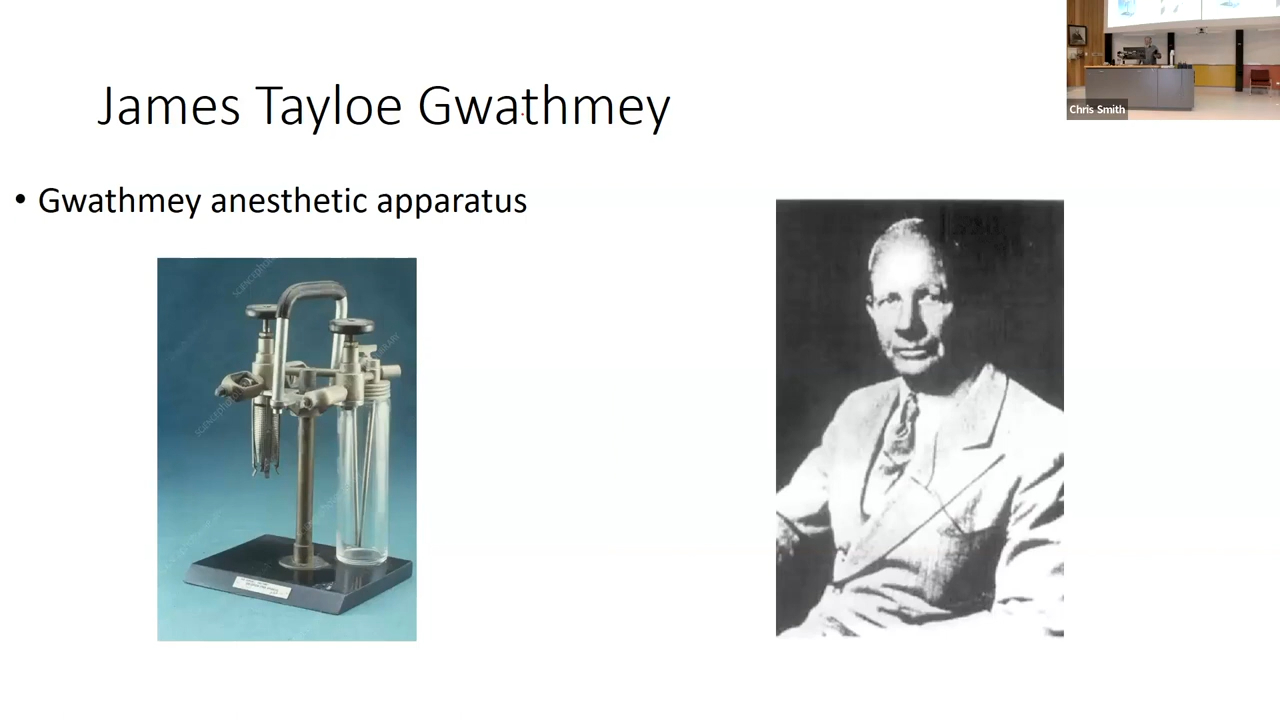 James Tayloe Gwathmey
• Gwathmey anesthetic apparatus
Chris Smith